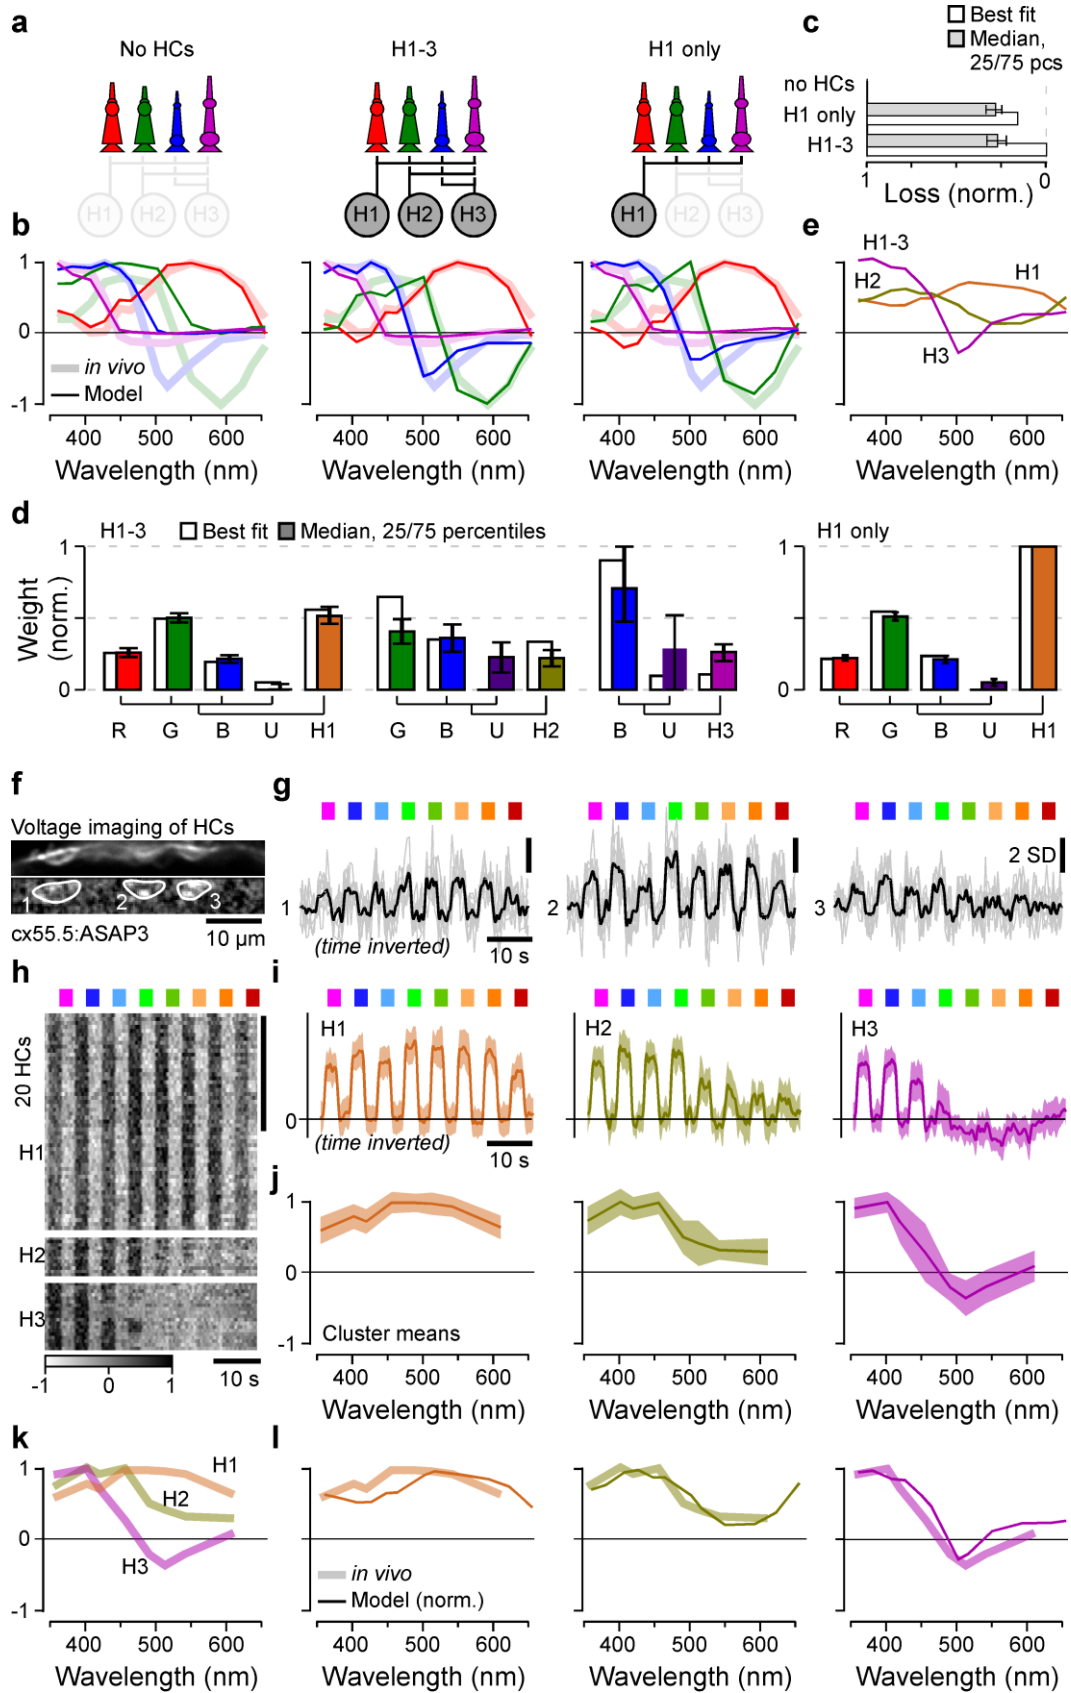 a
No HCs
H1-3
H1 only
H1 H2 H3
H1 H2 H3
H1 H2 H3
c
Best fit
Median,
25/75 pcs
no HCs
H1 only
H1-3
1 0
Loss (norm.)
b
1
0
-1
in vivo
Model
400 500 600
Wavelength (nm)
400 500 600
Wavelength (nm)
400 500 600
Wavelength (nm)
e
H1-3
H2
H1
H3
1
0
-1
400 500 600
Wavelength (nm)
d
H1-3
Best fit
Median, 25/75 percentiles
H1 only
Weight
(norm.)
1
0
1
0
R G B U H1
G B U H2
B U H3
R G B U H1
f
Voltage imaging of HCs
1 2 3
cx55.5:ASAP3
10 µm
g
1
(time inverted)
10 s
2
3
2 SD
h
20 HCs
H1
H2
H3
-1 0 1
10 s
i
H1
0
(time inverted)
10 s
H2
H3
j
1
0
-1
Cluster means
400 500 600
Wavelength (nm)
400 500 600
Wavelength (nm)
400 500 600
Wavelength (nm)
k
1
0
-1
H1
H2
H3
400 500 600
Wavelength (nm)
l
in vivo
Model (norm.)
400 500 600
Wavelength (nm)
400 500 600
Wavelength (nm)
400 500 600
Wavelength (nm)